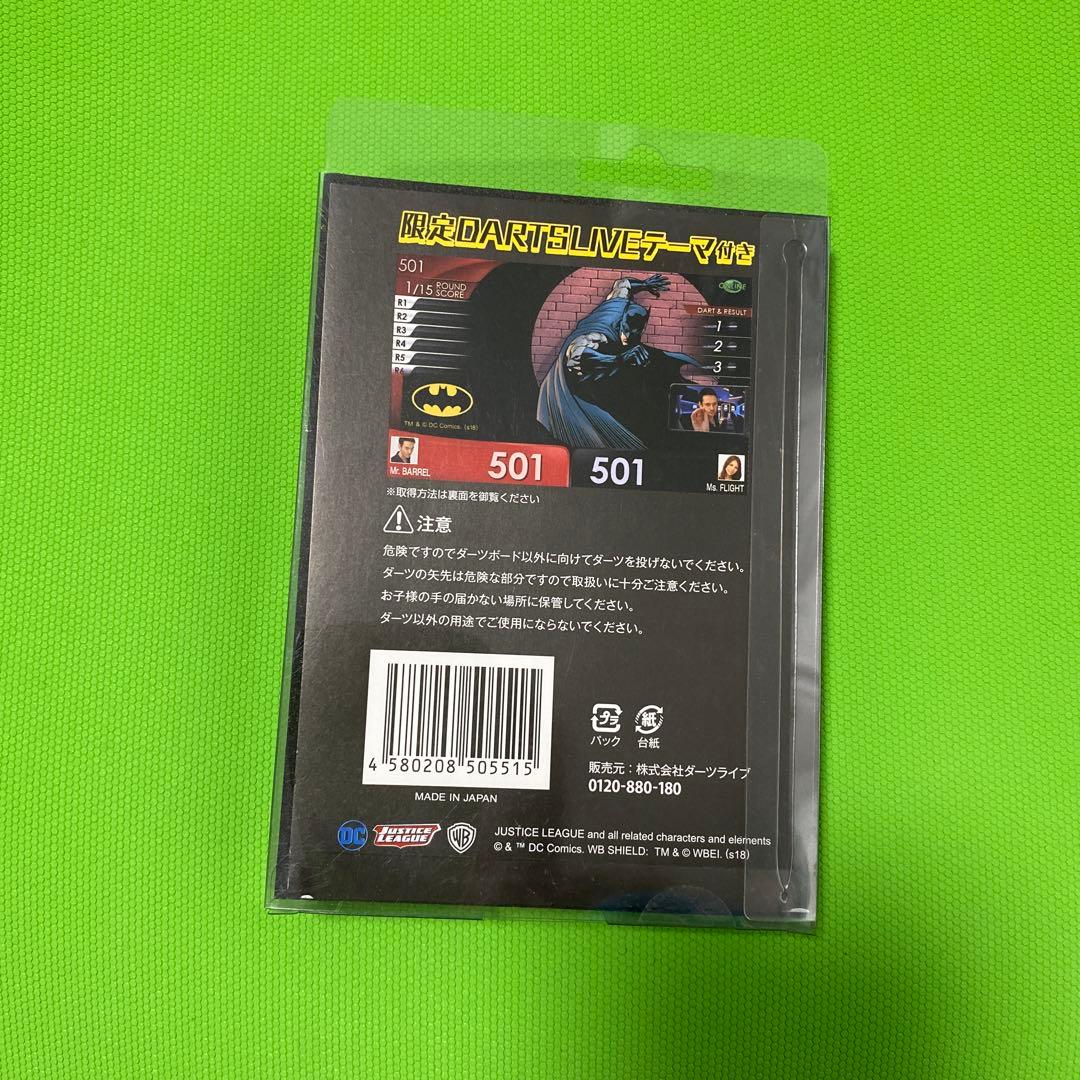 限定DARTSLIVEテーマ付き
501
1/15 ROUND SCORE
ONLINE
R1
R2
R3
R4
R5
R6
DART & RESULT
1
2
3
TM & © DC Comics. (s18)
Mr. BARREL
501
501
Ms. FLIGHT
※取得方法は裏面を御覧ください
注意
危険ですのでダーツボード以外に向けてダーツを投げないでください。
ダーツの矢先は危険な部分ですので取扱いに十分ご注意ください。
お子様の手の届かない場所に保管してください。
ダーツ以外の用途でご使用にならないでください。
4 580208 505515
MADE IN JAPAN
プラ
紙
パック
台紙
販売元：株式会社ダーツライブ
0120-880-180
DC
JUSTICE LEAGUE
WB
JUSTICE LEAGUE and all related characters and elements
© & ™ DC Comics. WB SHIELD: TM & © WBEI. (s18)